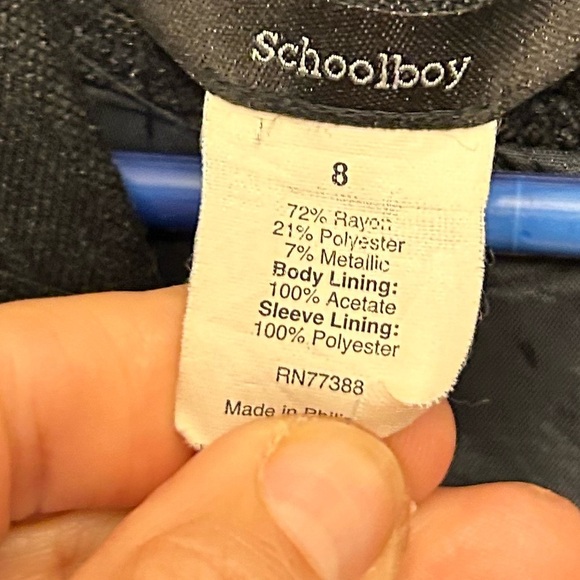 Schoolboy
8
72% Rayon
21% Polyester
7% Metallic
Body Lining:
100% Acetate
Sleeve Lining:
100% Polyester
RN77388
Made in